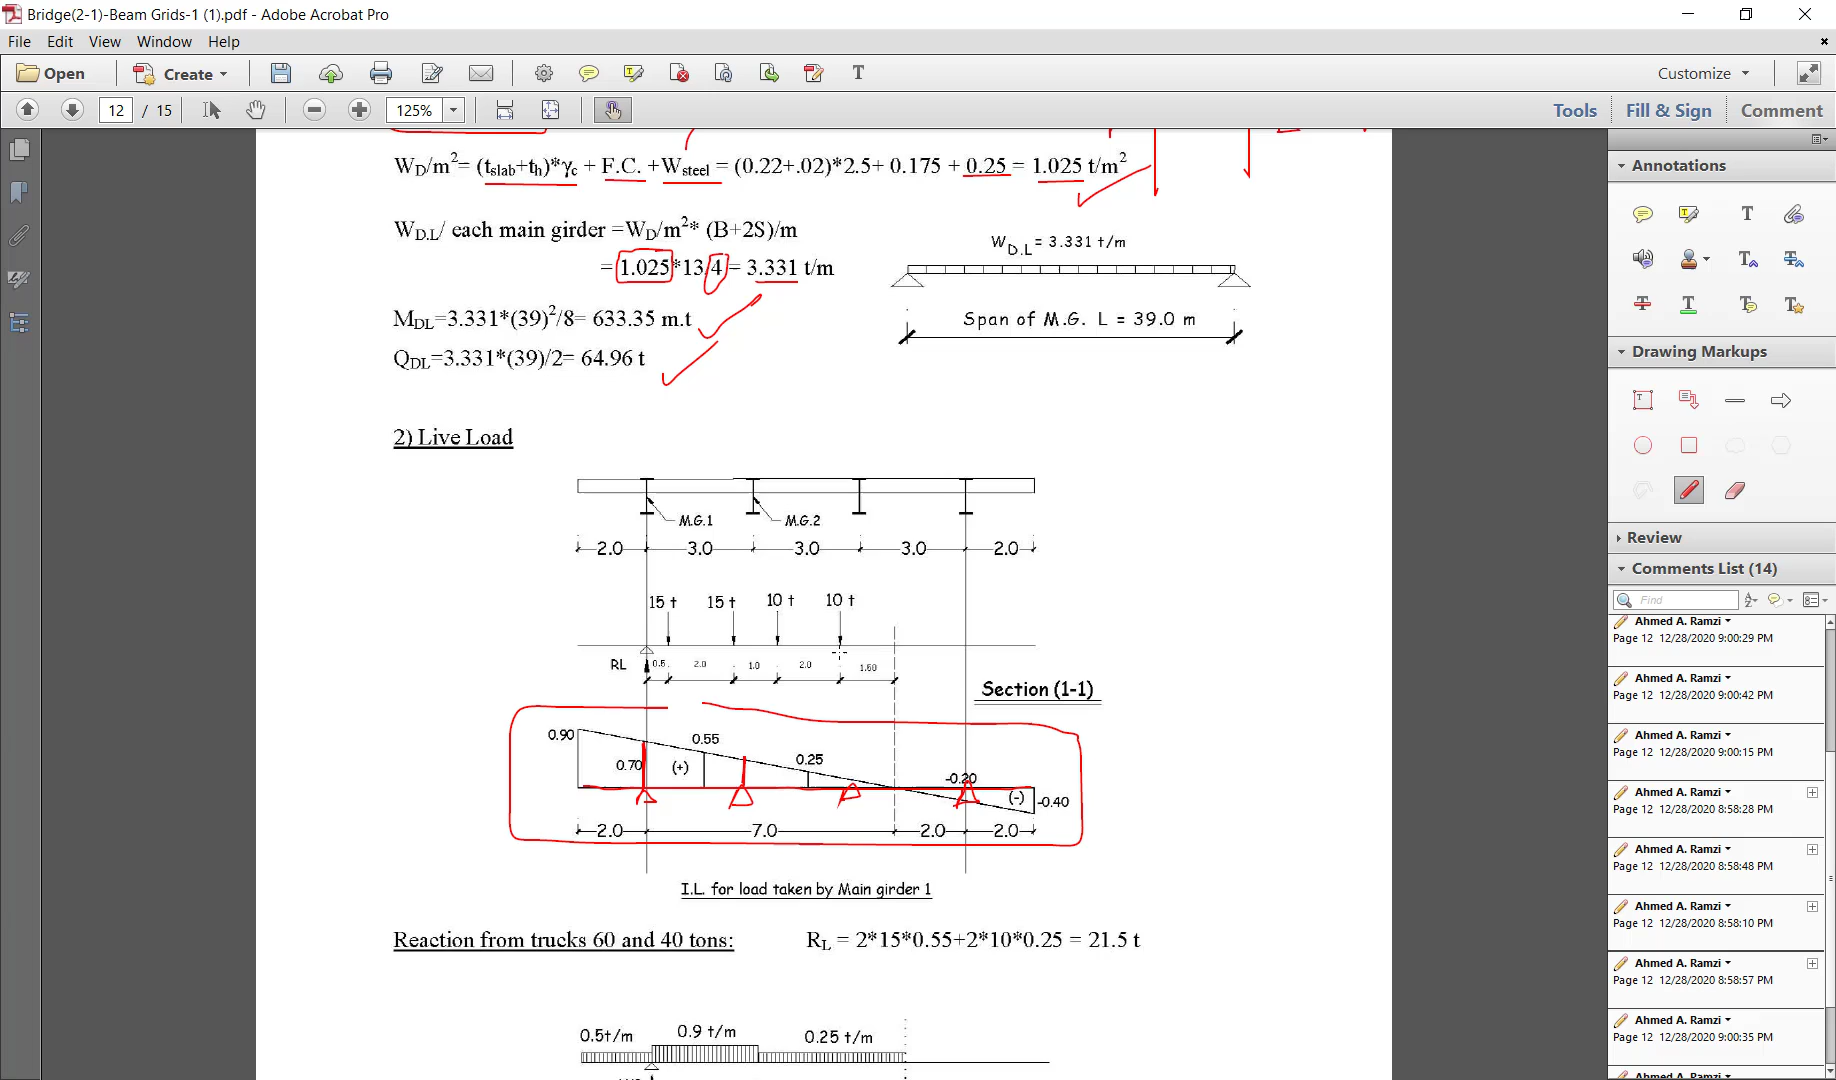 Bridge(2-1)-Beam Grids-1 (1).pdf - Adobe Acrobat Pro
File Edit View Window Help
Open Create Customize
12 / 15 125% Tools Fill & Sign Comment
WD/m2= (tslab+th)*γc + F.C. +Wsteel = (0.22+.02)*2.5+ 0.175 + 0.25 = 1.025 t/m2
WD.L/ each main girder =WD/m2* (B+2S)/m
= 1.025*13/4= 3.331 t/m
MDL=3.331*(39)2/8= 633.35 m.t
QDL=3.331*(39)/2= 64.96 t
WD.L = 3.331 t/m
Span of M.G. L = 39.0 m
2) Live Load
M.G.1 M.G.2
2.0 3.0 3.0 3.0 2.0
15 t 15 t 10 t 10 t
RL 0.5 2.0 1.0 2.0 1.50
Section (1-1)
0.90 0.70 (+) 0.55 0.25 -0.20 (-) -0.40
2.0 7.0 2.0 2.0
I.L. for load taken by Main girder 1
Reaction from trucks 60 and 40 tons: RL = 2*15*0.55+2*10*0.25 = 21.5 t
0.5t/m 0.9 t/m 0.25 t/m
Annotations
Drawing Markups
Review
Comments List (14)
Find
Ahmed A. Ramzi
Page 12 12/28/2020 9:00:29 PM
Ahmed A. Ramzi
Page 12 12/28/2020 9:00:42 PM
Ahmed A. Ramzi
Page 12 12/28/2020 9:00:15 PM
Ahmed A. Ramzi
Page 12 12/28/2020 8:58:28 PM
Ahmed A. Ramzi
Page 12 12/28/2020 8:58:48 PM
Ahmed A. Ramzi
Page 12 12/28/2020 8:58:10 PM
Ahmed A. Ramzi
Page 12 12/28/2020 8:58:57 PM
Ahmed A. Ramzi
Page 12 12/28/2020 9:00:35 PM
Ahmed A. Ramzi